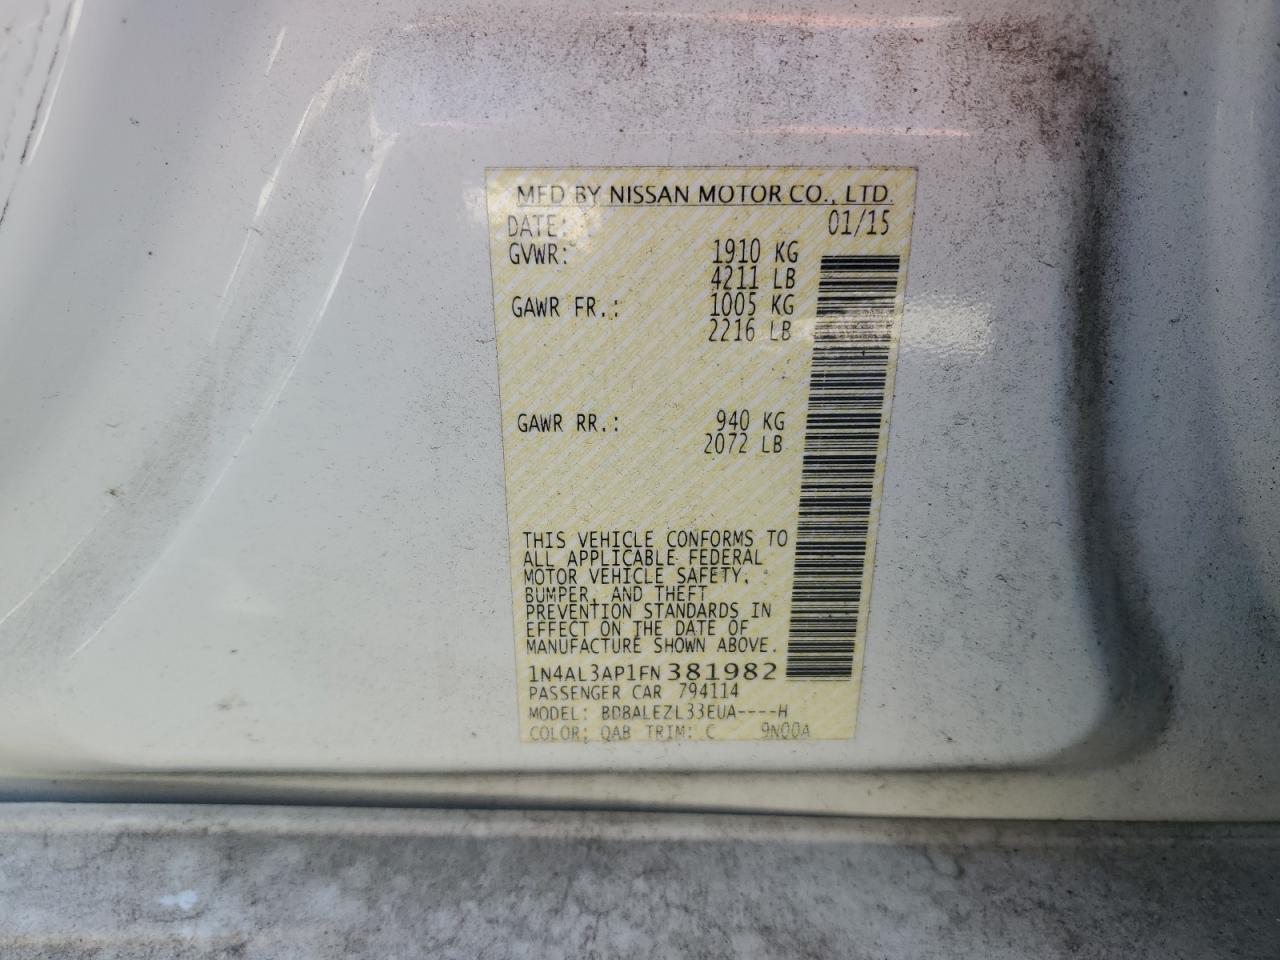 MFD BY NISSAN MOTOR CO., LTD.
DATE: 01/15
GVWR: 1910 KG
4211 LB
GAWR FR.: 1005 KG
2216 LB
GAWR RR.: 940 KG
2072 LB
THIS VEHICLE CONFORMS TO
ALL APPLICABLE FEDERAL
MOTOR VEHICLE SAFETY,
BUMPER, AND THEFT
PREVENTION STANDARDS IN
EFFECT ON THE DATE OF
MANUFACTURE SHOWN ABOVE.
1N4AL3AP1FN381982
PASSENGER CAR 794114
MODEL: BDBALEZL33EUA----H
COLOR: QAB TRIM: C 9N00A